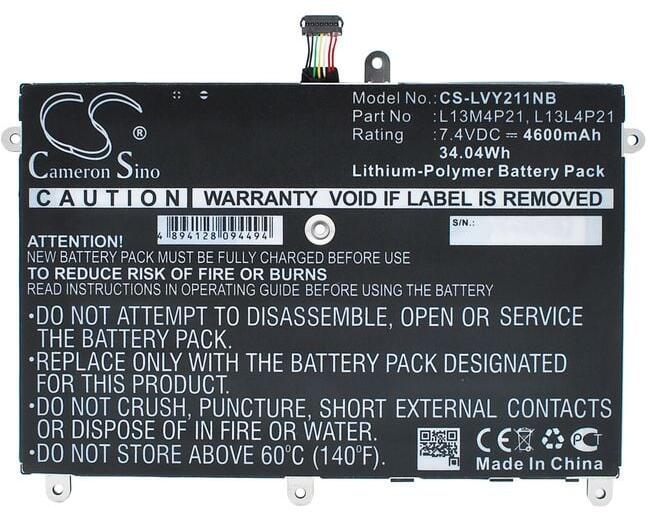 CS®
Cameron Sino
Model No.: CS-LVY211NB
Part No : L13M4P21, L13L4P21
Rating : 7.4VDC ⎓ 4600mAh
34.04Wh
Lithium-Polymer Battery Pack
CAUTION WARRANTY VOID IF LABEL IS REMOVED
4 894128 094494
S/N.:
ATTENTION!
NEW BATTERY PACK MUST BE FULLY CHARGED BEFORE USE
TO REDUCE RISK OF FIRE OR BURNS
READ INSTRUCTIONS IN OPERATING GUIDE BEFORE USING THE BATTERY
•DO NOT ATTEMPT TO DISASSEMBLE, OPEN OR SERVICE
THE BATTERY PACK.
•REPLACE ONLY WITH THE BATTERY PACK DESIGNATED
FOR THIS PRODUCT.
•DO NOT CRUSH, PUNCTURE, SHORT EXTERNAL CONTACTS
OR DISPOSE OF IN FIRE OR WATER.
•DO NOT STORE ABOVE 60°C (140°F).
CE PCT
Made In China